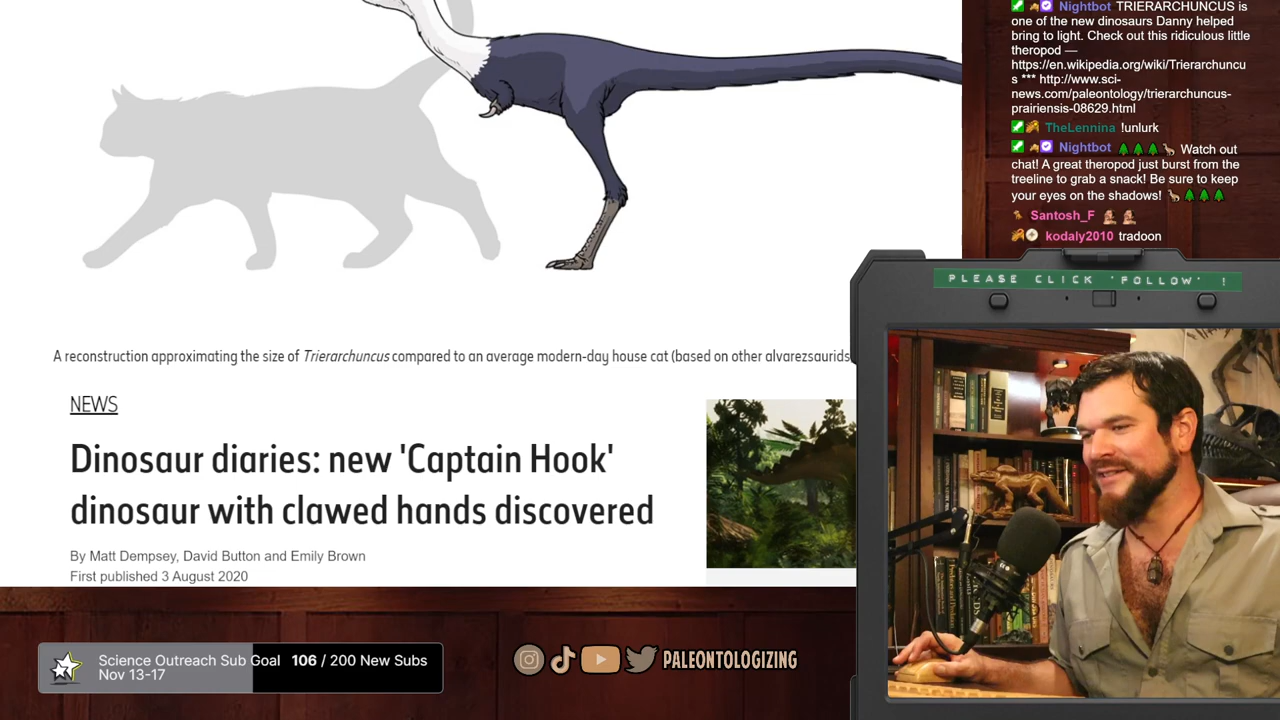 A reconstruction approximating the size of Trierarchuncus compared to an average modern-day house cat (based on other alvarezsaurids
NEWS
Dinosaur diaries: new 'Captain Hook'
dinosaur with clawed hands discovered
By Matt Dempsey, David Button and Emily Brown
First published 3 August 2020
Nightbot TRIERARCHUNCUS is
one of the new dinosaurs Danny helped
bring to light. Check out this ridiculous little
theropod —
https://en.wikipedia.org/wiki/Trierarchuncu
s *** http://www.sci-
news.com/paleontology/trierarchuncus-
prairiensis-08629.html
TheLennina !unlurk
Nightbot 🌲🌲🌲🦕 Watch out
chat! A great theropod just burst from the
treeline to grab a snack! Be sure to keep
your eyes on the shadows! 🦕🌲🌲🌲
Santosh_F
kodaly2010 tradoon
PLEASE CLICK 'FOLLOW' !
Science Outreach Sub Goal 106 / 200 New Subs
Nov 13-17
PALEONTOLOGIZING